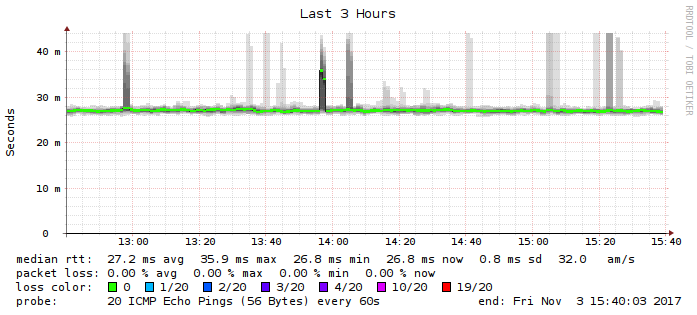 Last 3 Hours
RRDTOOL / TOBI OETIKER
Seconds
40 m
30 m
20 m
10 m
0
13:00 13:20 13:40 14:00 14:20 14:40 15:00 15:20 15:40
median rtt: 27.2 ms avg 35.9 ms max 26.8 ms min 26.8 ms now 0.8 ms sd 32.0 am/s
packet loss: 0.00 % avg 0.00 % max 0.00 % min 0.00 % now
loss color: 0 1/20 2/20 3/20 4/20 10/20 19/20
probe: 20 ICMP Echo Pings (56 Bytes) every 60s end: Fri Nov 3 15:40:03 2017